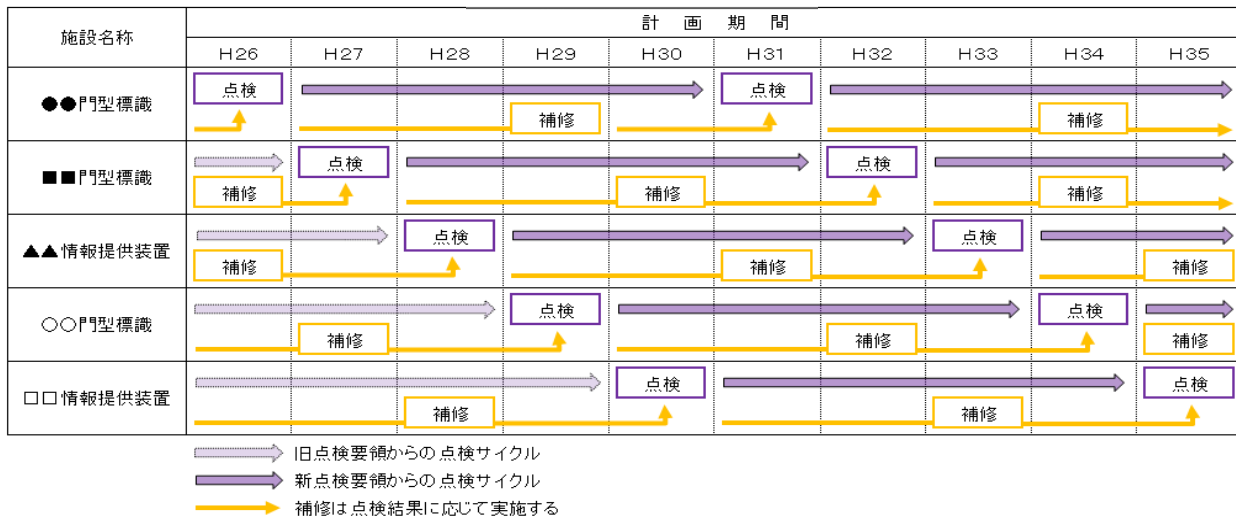 施設名称
計画期間
H26 H27 H28 H29 H30 H31 H32 H33 H34 H35
●●門型標識
点検 点検
補修 補修
■■門型標識
点検 点検
補修 補修 補修
▲▲情報提供装置
点検 点検
補修 補修 補修
○○門型標識
点検 点検
補修 補修 補修
□□情報提供装置
点検 点検
補修 補修
旧点検要領からの点検サイクル
新点検要領からの点検サイクル
補修は点検結果に応じて実施する